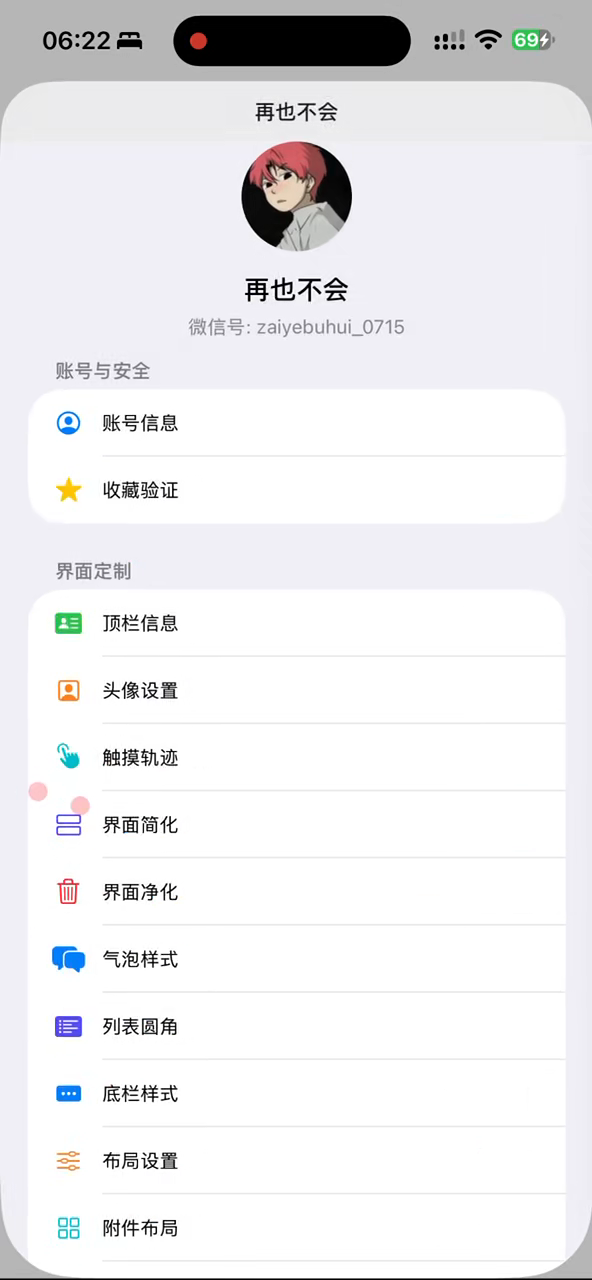 06:22
69
再也不会
再也不会
微信号: zaiyebuhui_0715
账号与安全
账号信息
收藏验证
界面定制
顶栏信息
头像设置
触摸轨迹
界面简化
界面净化
气泡样式
列表圆角
底栏样式
布局设置
附件布局